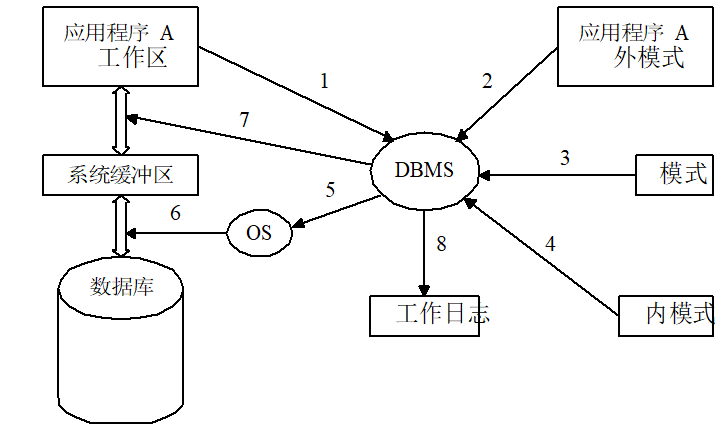 应用程序 A
工作区
应用程序 A
外模式
1
2
7
DBMS
3
模式
系统缓冲区
5
6
OS
8
4
数据库
工作日志
内模式